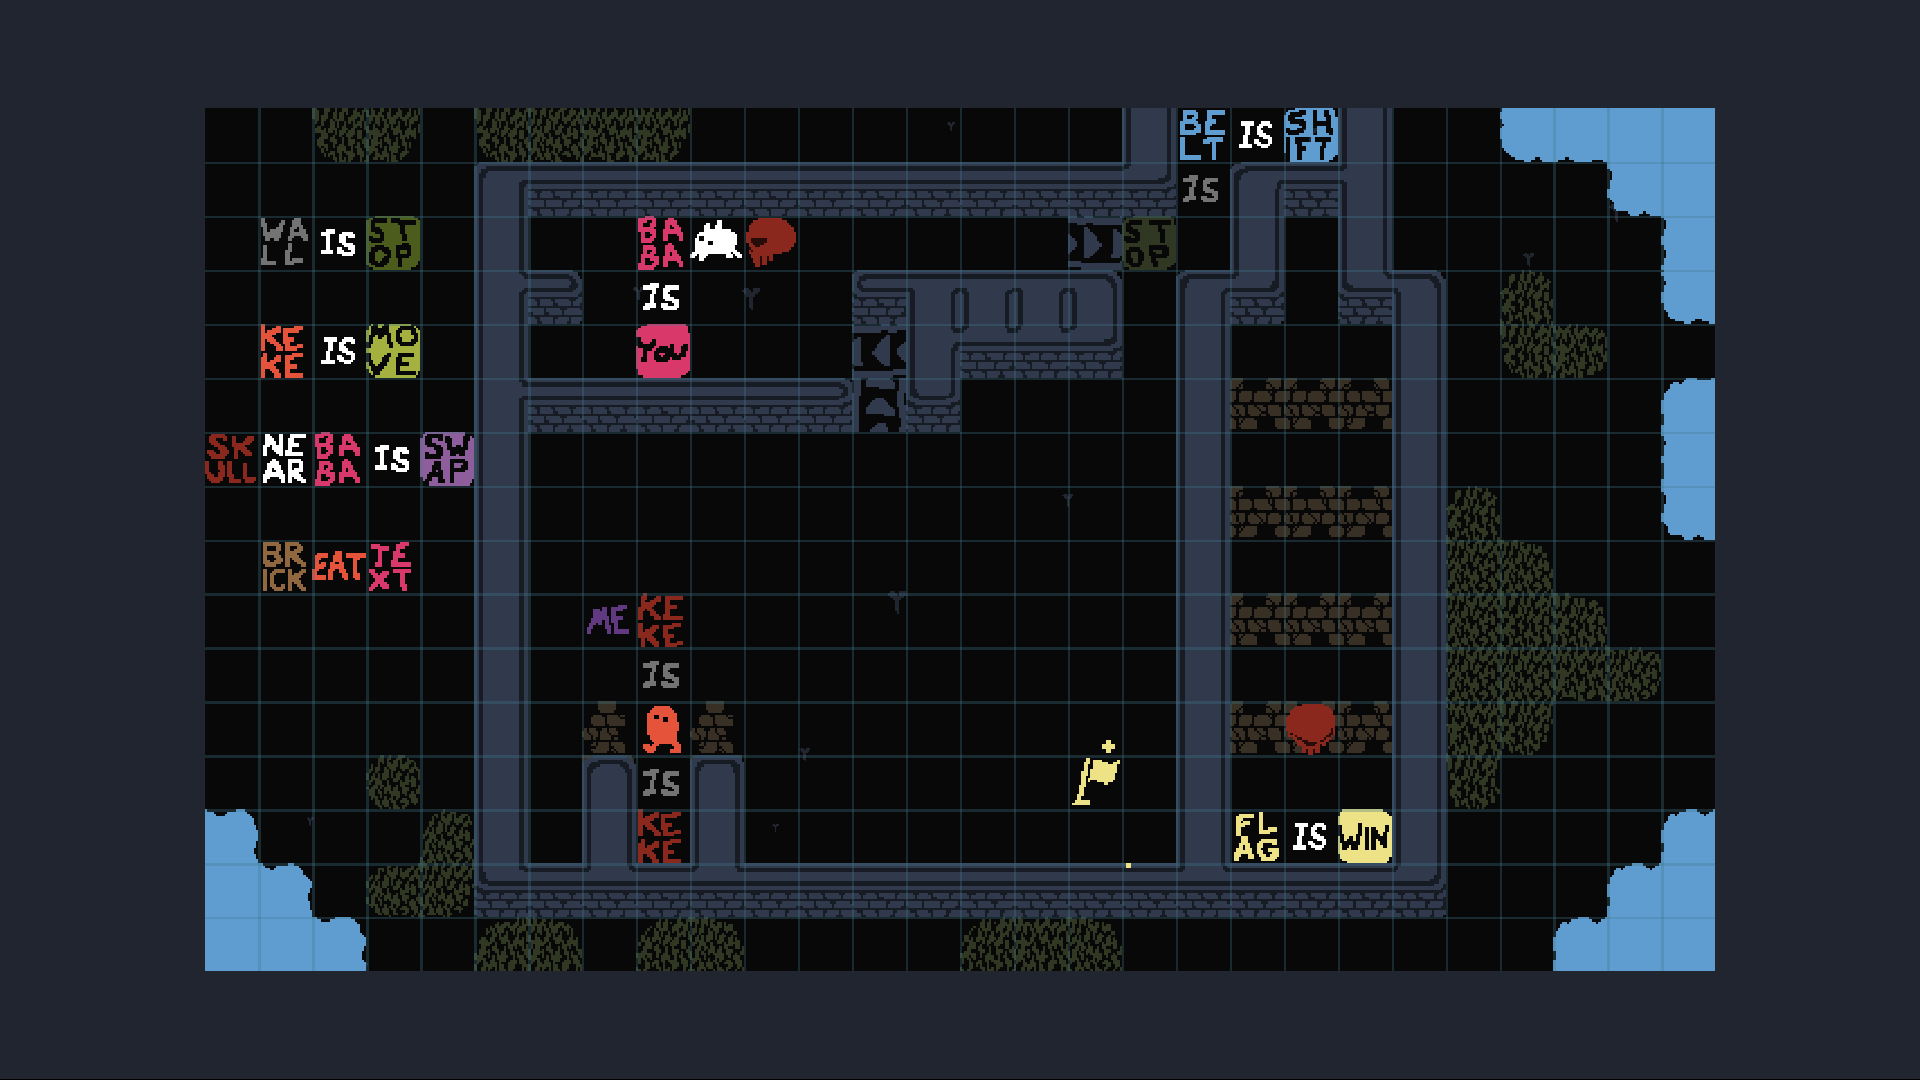 BELT IS SHFT
IS
WALL IS STOP
BABA
STOP
IS
KEKE IS MOVE
YOU
SKULL NEAR BABA IS SWAP
BRICK EAT TEXT
ME KEKE
IS
IS
FLAG IS WIN
KEKE